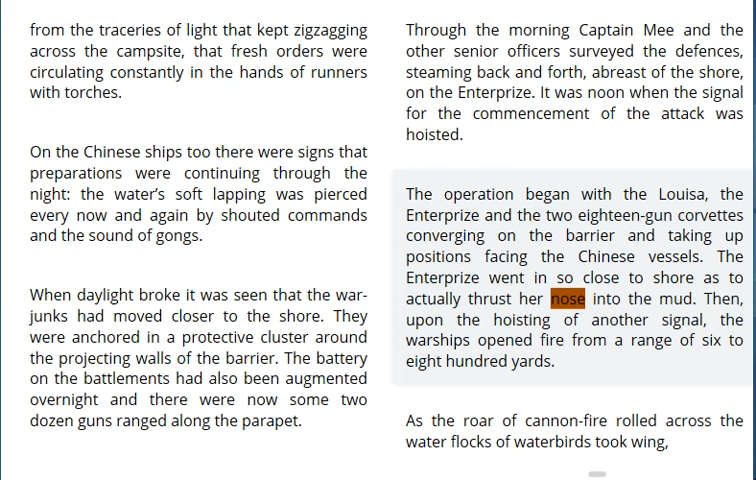 from the traceries of light that kept zigzagging
across the campsite, that fresh orders were
circulating constantly in the hands of runners
with torches.
On the Chinese ships too there were signs that
preparations were continuing through the
night: the water's soft lapping was pierced
every now and again by shouted commands
and the sound of gongs.
When daylight broke it was seen that the war-
junks had moved closer to the shore. They
were anchored in a protective cluster around
the projecting walls of the barrier. The battery
on the battlements had also been augmented
overnight and there were now some two
dozen guns ranged along the parapet.
Through the morning Captain Mee and the
other senior officers surveyed the defences,
steaming back and forth, abreast of the shore,
on the Enterprize. It was noon when the signal
for the commencement of the attack was
hoisted.
The operation began with the Louisa, the
Enterprize and the two eighteen-gun corvettes
converging on the barrier and taking up
positions facing the Chinese vessels. The
Enterprize went in so close to shore as to
actually thrust her nose into the mud. Then,
upon the hoisting of another signal, the
warships opened fire from a range of six to
eight hundred yards.
As the roar of cannon-fire rolled across the
water flocks of waterbirds took wing,